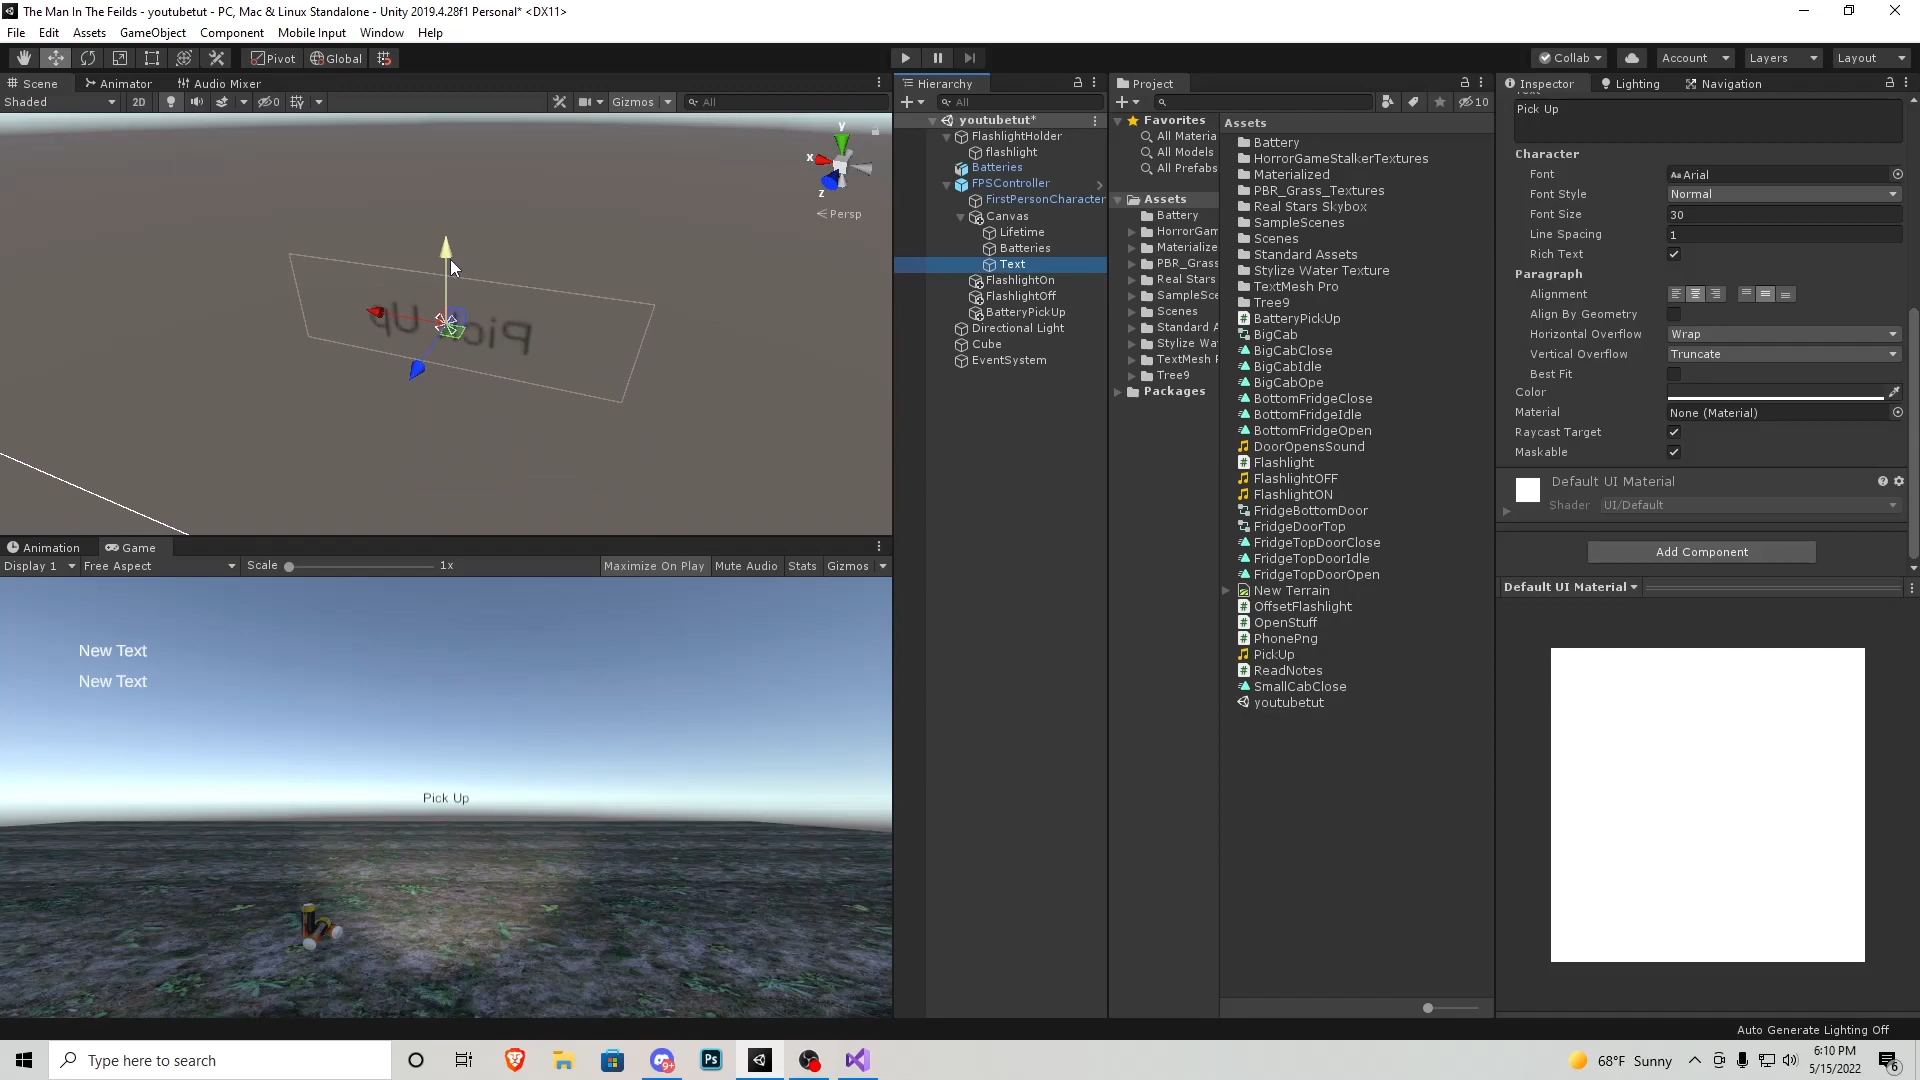 The Man In The Feilds - youtubetut - PC, Mac & Linux Standalone - Unity 2019.4.28f1 Personal* <DX11>
File Edit Assets GameObject Component Mobile Input Window Help
Pivot Global Collab Account Layers Layout
Scene Animator Audio Mixer
Shaded 2D 0 Gizmos All
y
x
z
Persp
Pick Up
Animation Game
Display 1 Free Aspect Scale 1x Maximize On Play Mute Audio Stats Gizmos
New Text
New Text
Pick Up
Hierarchy
All
youtubetut*
FlashlightHolder
flashlight
Batteries
FPSController
FirstPersonCharacter
Canvas
Lifetime
Batteries
Text
FlashlightOn
FlashlightOff
BatteryPickUp
Directional Light
Cube
EventSystem
Project
10
Favorites
All Materia
All Models
All Prefabs
Assets
Battery
HorrorGam
Materialize
PBR_Grass
Real Stars
SampleSce
Scenes
Standard A
Stylize Wa
TextMesh P
Tree9
Packages
Assets
Battery
HorrorGameStalkerTextures
Materialized
PBR_Grass_Textures
Real Stars Skybox
SampleScenes
Scenes
Standard Assets
Stylize Water Texture
TextMesh Pro
Tree9
BatteryPickUp
BigCab
BigCabClose
BigCabIdle
BigCabOpe
BottomFridgeClose
BottomFridgeIdle
BottomFridgeOpen
DoorOpensSound
Flashlight
FlashlightOFF
FlashlightON
FridgeBottomDoor
FridgeDoorTop
FridgeTopDoorClose
FridgeTopDoorIdle
FridgeTopDoorOpen
New Terrain
OffsetFlashlight
OpenStuff
PhonePng
PickUp
ReadNotes
SmallCabClose
youtubetut
Inspector Lighting Navigation
Pick Up
Character
Font Arial
Font Style Normal
Font Size 30
Line Spacing 1
Rich Text
Paragraph
Alignment
Align By Geometry
Horizontal Overflow Wrap
Vertical Overflow Truncate
Best Fit
Color
Material None (Material)
Raycast Target
Maskable
Default UI Material
Shader UI/Default
Add Component
Default UI Material
Auto Generate Lighting Off
Type here to search
9+
Ps
68°F Sunny
6:10 PM
5/15/2022
6